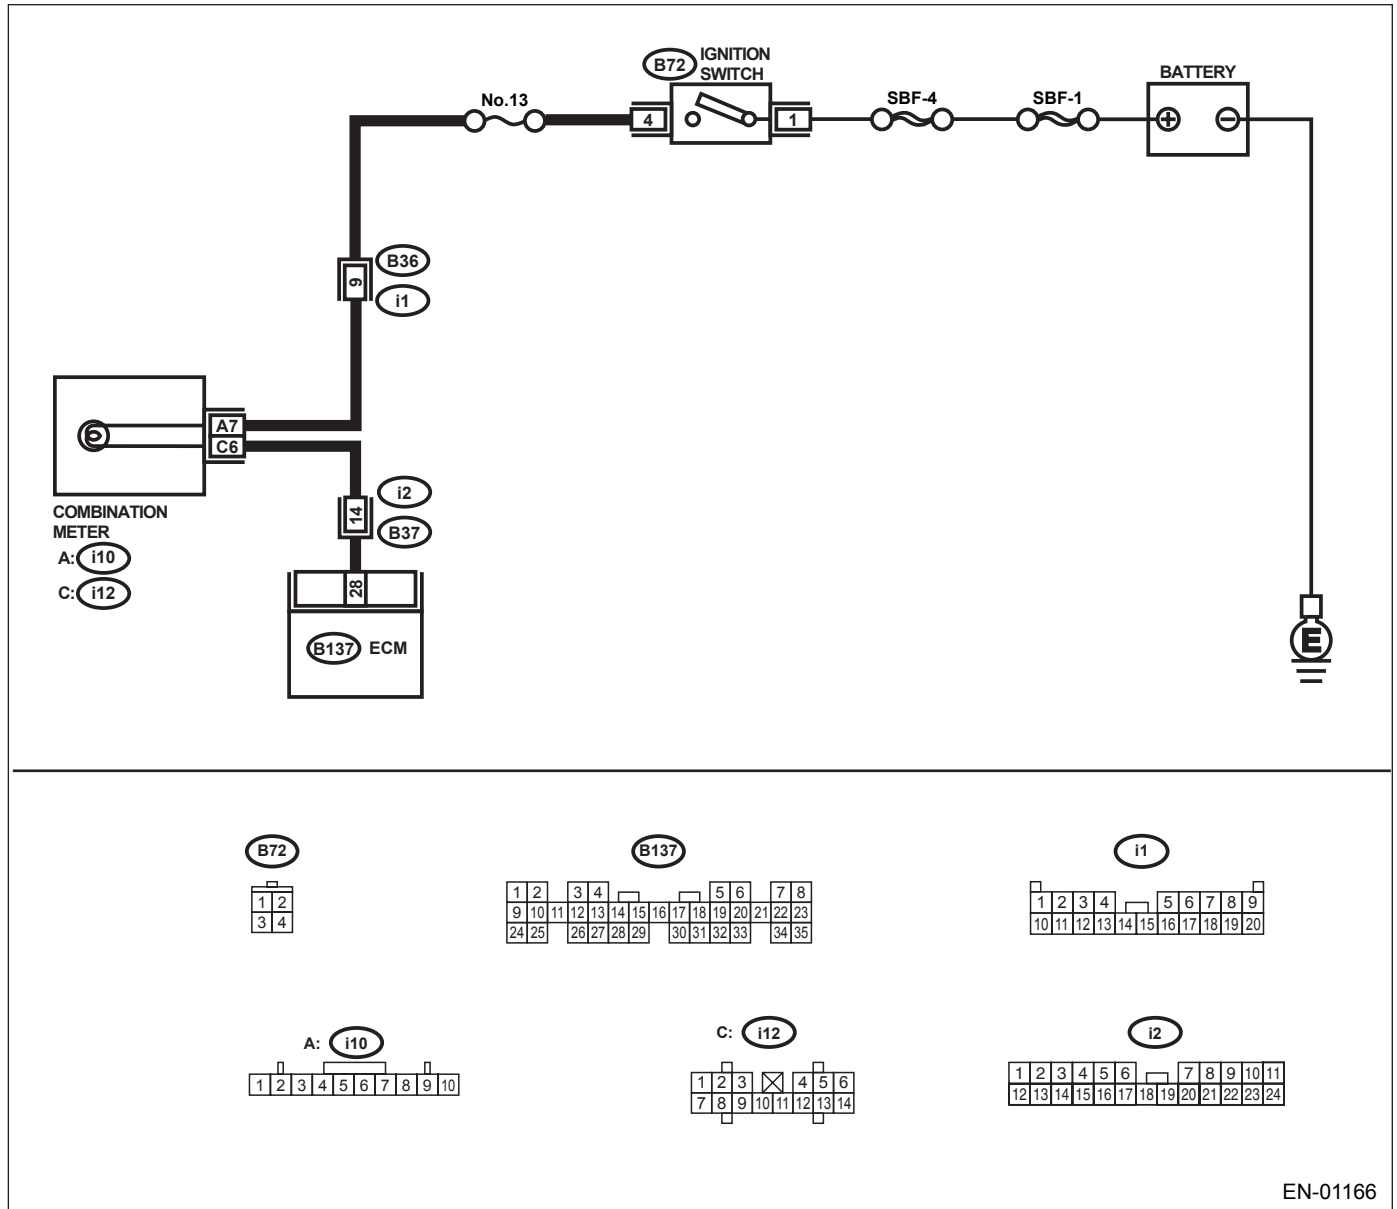 B72
IGNITION
SWITCH
BATTERY
No.13
SBF-4
SBF-1
4
1
+
−
B36
9
i1
A7
C6
i2
14
B37
COMBINATION
METER
A: i10
C: i12
28
B137 ECM
E
B72
1 2
3 4
B137
1 2 3 4 5 6 7 8
9 10 11 12 13 14 15 16 17 18 19 20 21 22 23
24 25 26 27 28 29 30 31 32 33 34 35
i1
1 2 3 4 5 6 7 8 9
10 11 12 13 14 15 16 17 18 19 20
A: i10
1 2 3 4 5 6 7 8 9 10
C: i12
1 2 3 4 5 6
7 8 9 10 11 12 13 14
i2
1 2 3 4 5 6 7 8 9 10 11
12 13 14 15 16 17 18 19 20 21 22 23 24
EN-01166